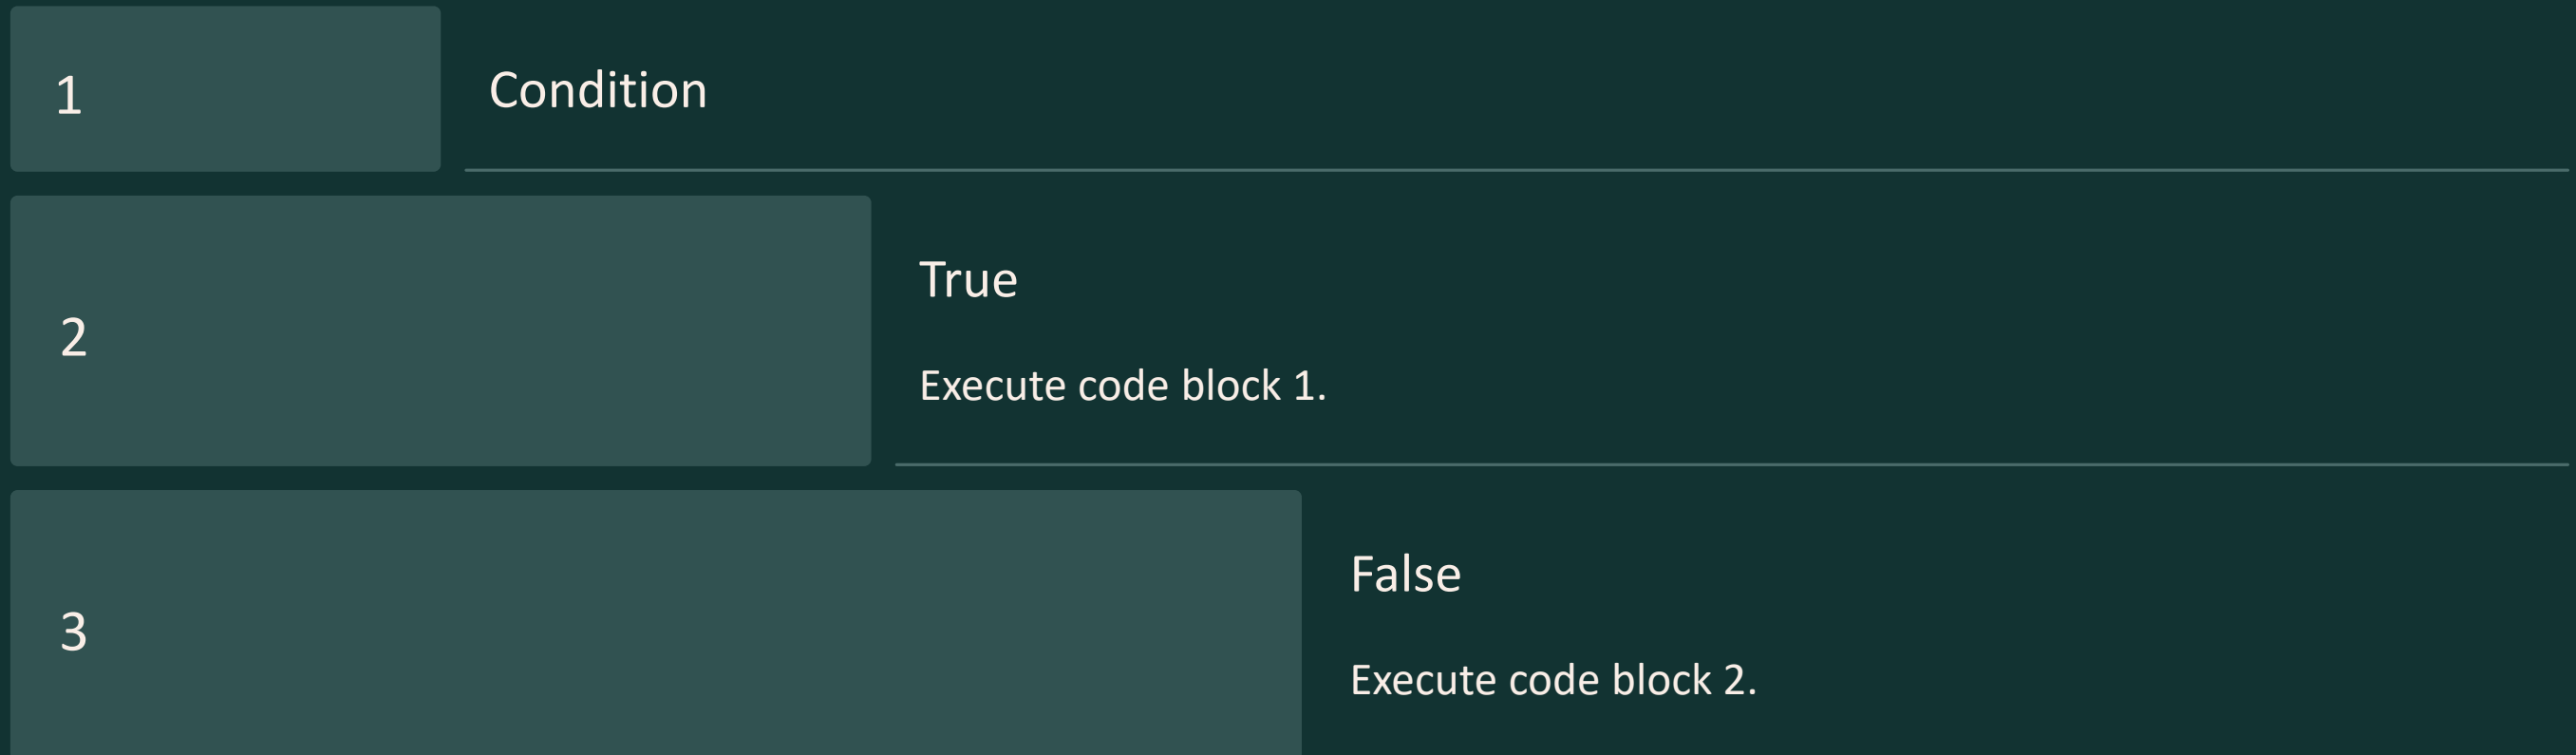 1
Condition
2
True
Execute code block 1.
3
False
Execute code block 2.